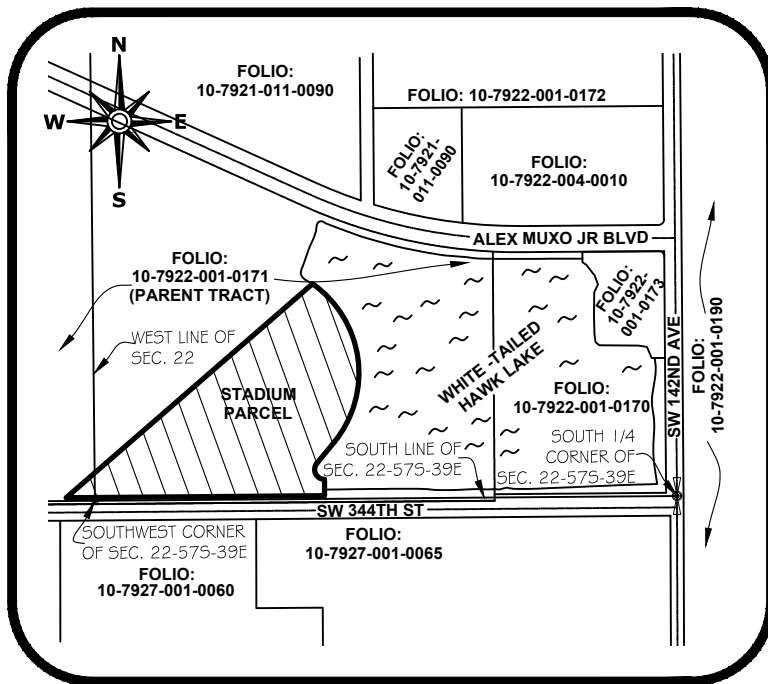 N
W
E
S
FOLIO:
10-7921-011-0090
FOLIO: 10-7922-001-0172
FOLIO:
10-7921-
011-0090
FOLIO:
10-7922-004-0010
ALEX MUXO JR BLVD
FOLIO:
10-7922-001-0171
(PARENT TRACT)
WEST LINE OF
SEC. 22
STADIUM
PARCEL
WHITE -TAILED
HAWK LAKE
FOLIO:
10-7922-
001-0173
FOLIO:
10-7922-001-0170
SW 142ND AVE
FOLIO:
10-7922-001-0190
SOUTH LINE OF
SEC. 22-57S-39E
SOUTH 1/4
CORNER OF
SEC. 22-57S-39E
SW 344TH ST
SOUTHWEST CORNER
OF SEC. 22-57S-39E
FOLIO:
10-7927-001-0065
FOLIO:
10-7927-001-0060